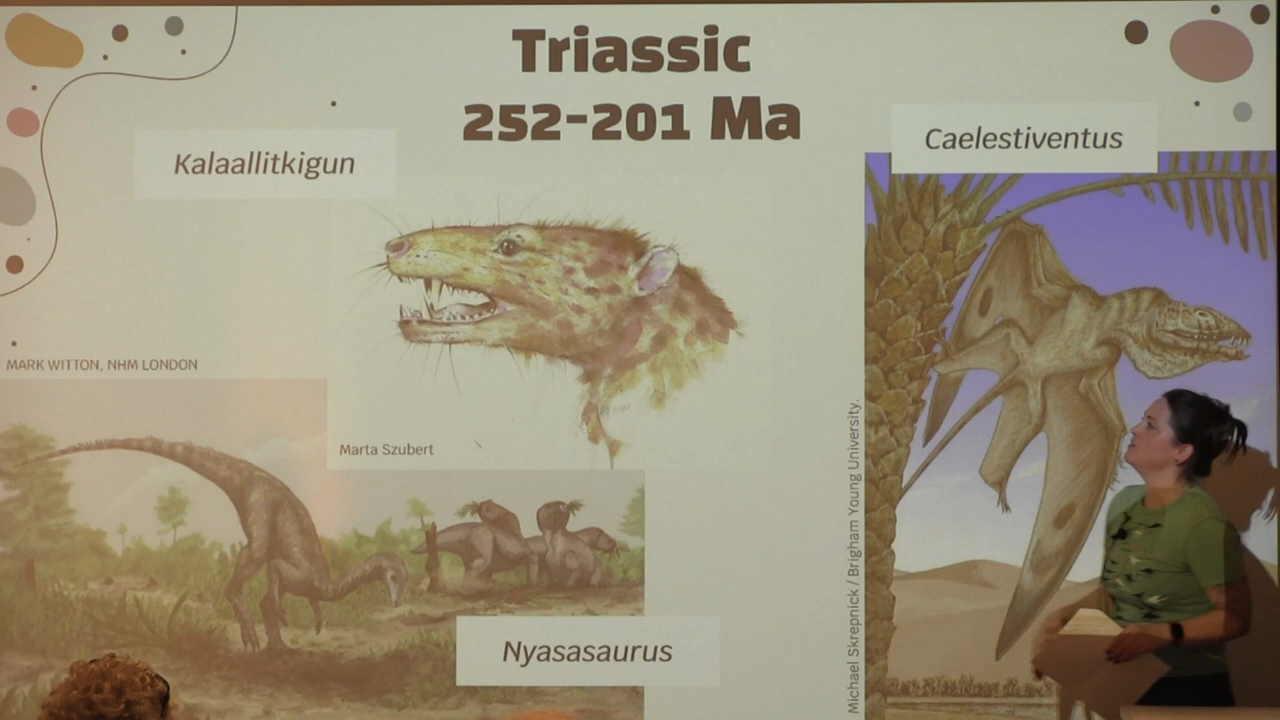 Triassic
252-201 Ma
Kalaallitkigun
Caelestiventus
MARK WITTON, NHM LONDON
Marta Szubert
Nyasasaurus
Michael Skrepnick / Brigham Young University.